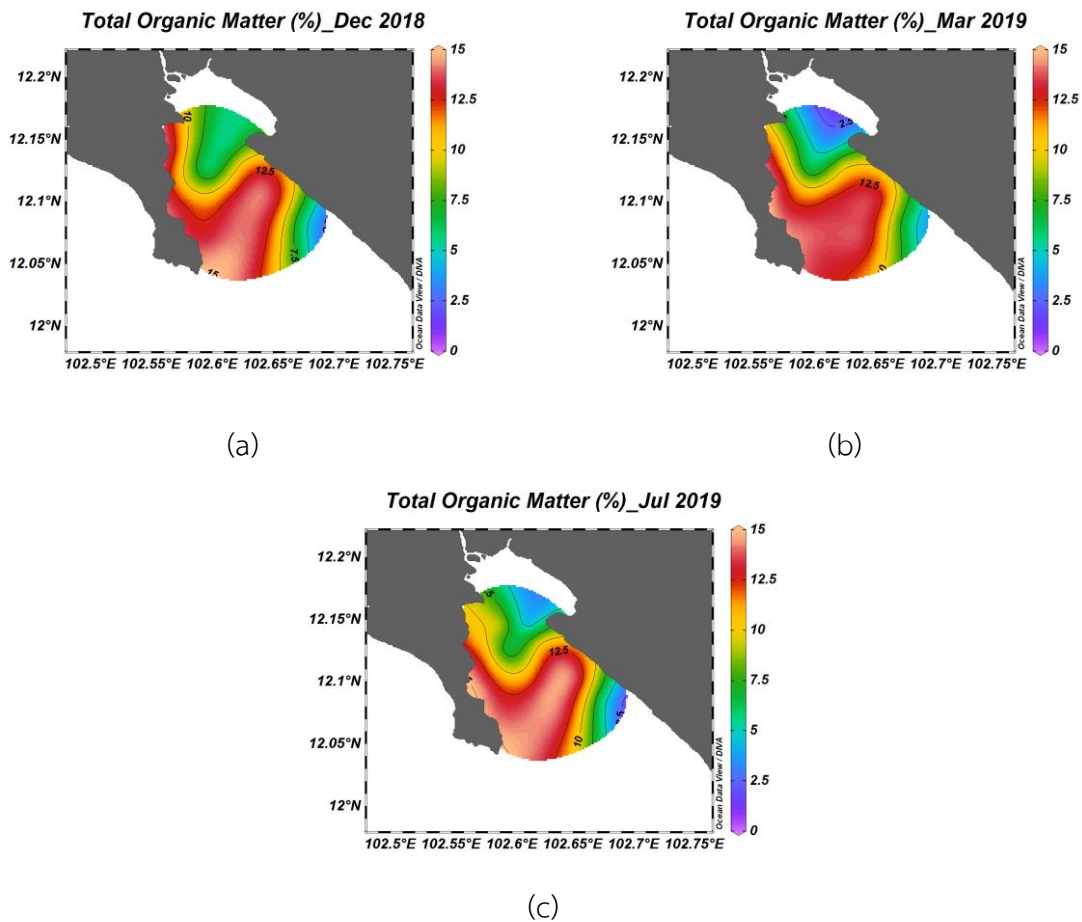 Total Organic Matter (%)_Dec 2018
12.2°N
12.15°N
12.1°N
12.05°N
12°N
102.5°E 102.55°E 102.6°E 102.65°E 102.7°E 102.75°E
15
12.5
10
7.5
5
2.5
0
10
12.5
7.5
15
Ocean Data View / DIVA
(a)
Total Organic Matter (%)_Mar 2019
12.2°N
12.15°N
12.1°N
12.05°N
12°N
102.5°E 102.55°E 102.6°E 102.65°E 102.7°E 102.75°E
15
12.5
10
7.5
5
2.5
0
2.5
12.5
Ocean Data View / DIVA
(b)
Total Organic Matter (%)_Jul 2019
12.2°N
12.15°N
12.1°N
12.05°N
12°N
102.5°E 102.55°E 102.6°E 102.65°E 102.7°E 102.75°E
15
12.5
10
7.5
5
2.5
0
12.5
10
Ocean Data View / DIVA
(c)